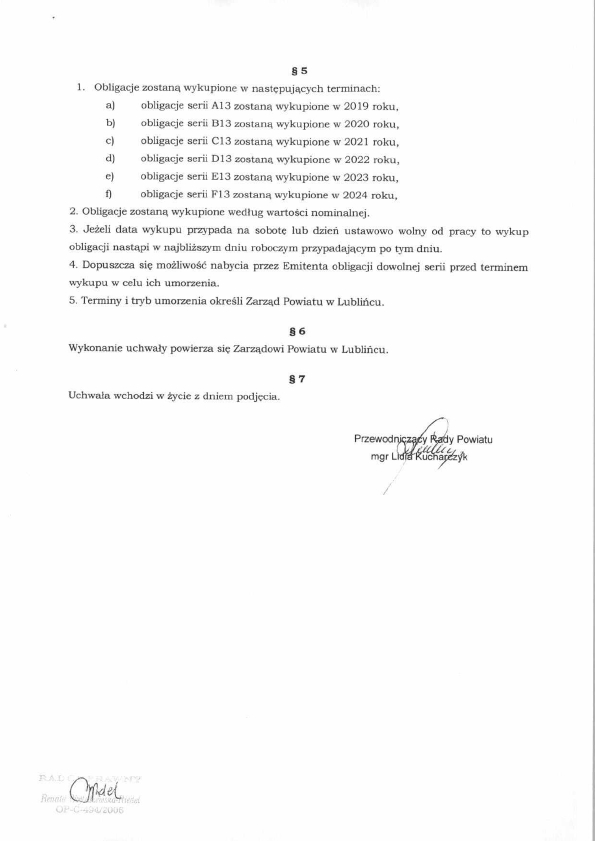 § 5
1. Obligacje zostaną wykupione w następujących terminach:
a) obligacje serii A13 zostaną wykupione w 2019 roku,
b) obligacje serii B13 zostaną wykupione w 2020 roku,
c) obligacje serii C13 zostaną wykupione w 2021 roku,
d) obligacje serii D13 zostaną wykupione w 2022 roku,
e) obligacje serii E13 zostaną wykupione w 2023 roku,
f) obligacje serii F13 zostaną wykupione w 2024 roku,
2. Obligacje zostaną wykupione według wartości nominalnej.
3. Jeżeli data wykupu przypada na sobotę lub dzień ustawowo wolny od pracy to wykup
obligacji nastąpi w najbliższym dniu roboczym przypadającym po tym dniu.
4. Dopuszcza się możliwość nabycia przez Emitenta obligacji dowolnej serii przed terminem
wykupu w celu ich umorzenia.
5. Terminy i tryb umorzenia określi Zarząd Powiatu w Lublińcu.
§ 6
Wykonanie uchwały powierza się Zarządowi Powiatu w Lublińcu.
§ 7
Uchwała wchodzi w życie z dniem podjęcia.
Przewodniczący Rady Powiatu
mgr Lidia Kucharczyk